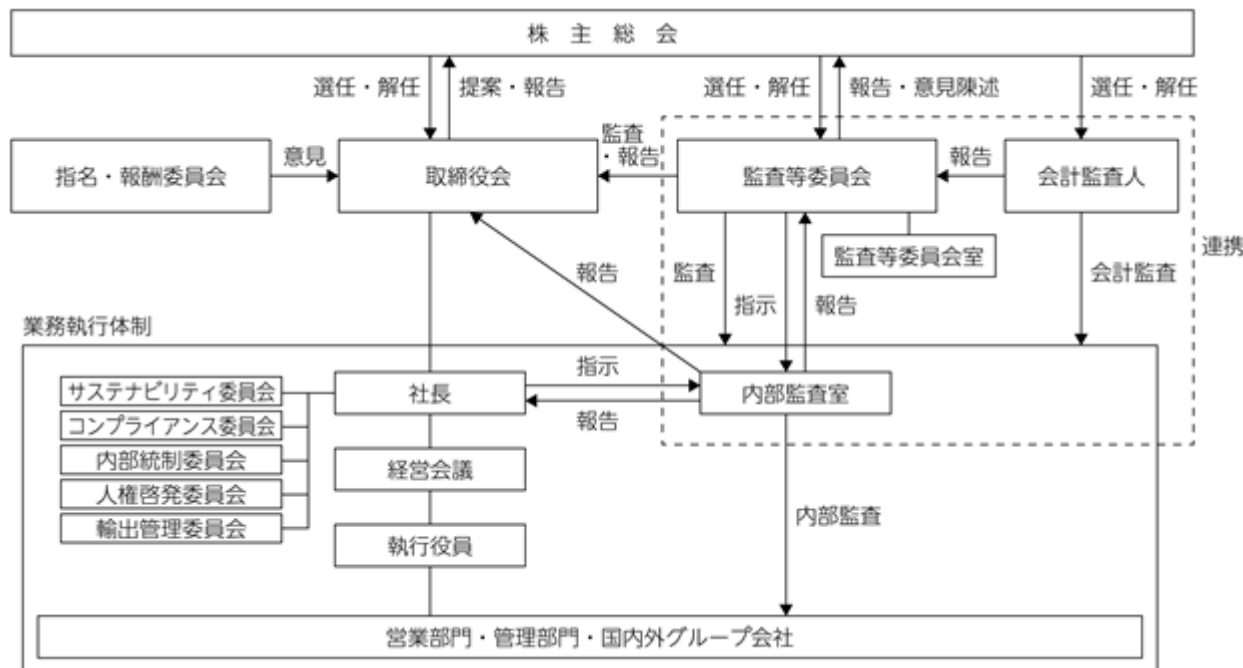 株 主 総 会
選任・解任
提案・報告
選任・解任
報告・意見陳述
選任・解任
指名・報酬委員会
意見
取締役会
監査
・報告
監査等委員会
報告
会計監査人
連携
監査等委員会室
報告
監査
指示
報告
会計監査
業務執行体制
サステナビリティ委員会
コンプライアンス委員会
内部統制委員会
人権啓発委員会
輸出管理委員会
社長
指示
報告
内部監査室
経営会議
執行役員
内部監査
営業部門・管理部門・国内外グループ会社